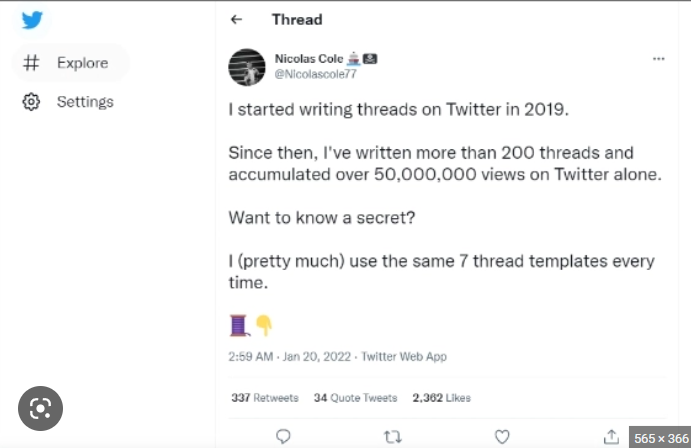 Thread
Explore
Nicolas Cole
@Nicolascole77
Settings
I started writing threads on Twitter in 2019.
Since then, I've written more than 200 threads and
accumulated over 50,000,000 views on Twitter alone.
Want to know a secret?
I (pretty much) use the same 7 thread templates every
time.
2:59 AM · Jan 20, 2022 · Twitter Web App
337 Retweets 34 Quote Tweets 2,362 Likes
565 × 366